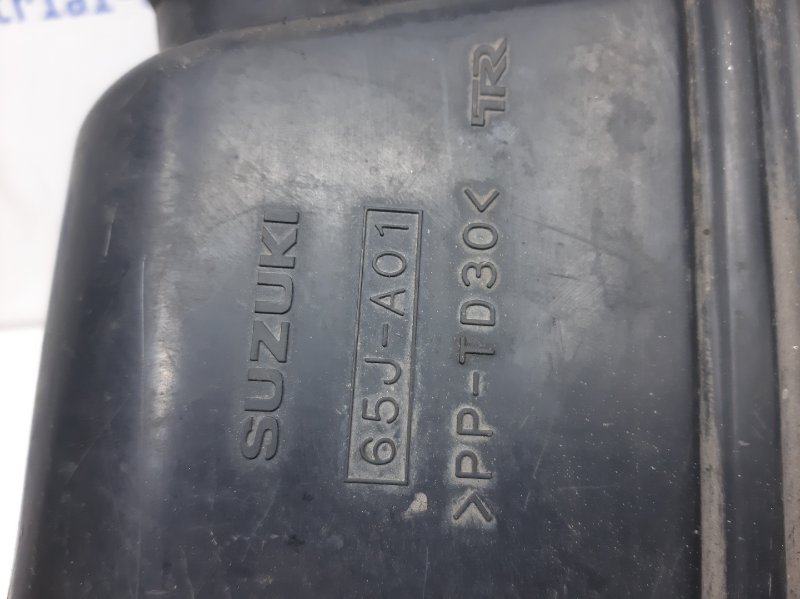 SUZUKI
65J-A01
>PP-TD30<
TR